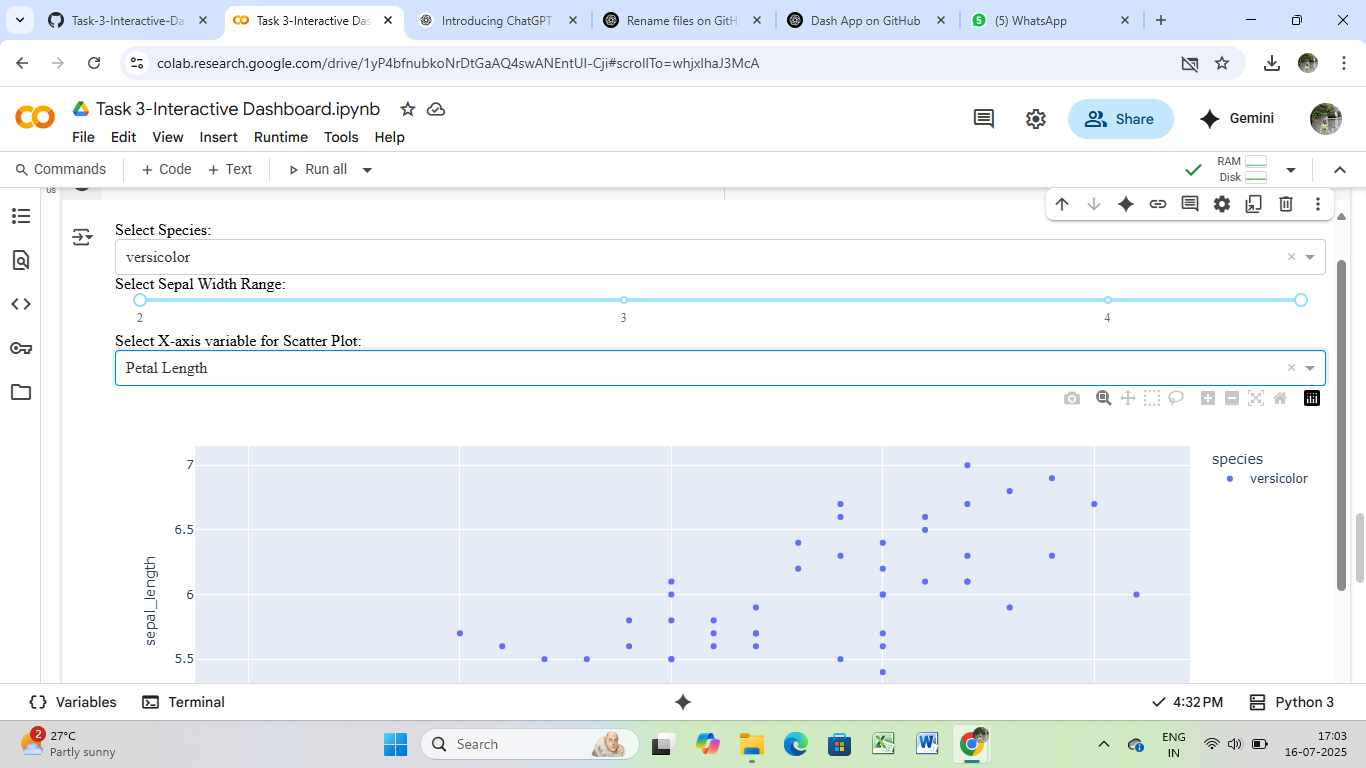 Task-3-Interactive-Da
Task 3-Interactive Das
Introducing ChatGPT
Rename files on GitH
Dash App on GitHub
(5) WhatsApp
colab.research.google.com/drive/1yP4bfnubkoNrDtGaAQ4swANEntUI-Cji#scrollTo=whjxIhaJ3McA
Task 3-Interactive Dashboard.ipynb
Share
Gemini
File Edit View Insert Runtime Tools Help
Commands + Code + Text Run all
RAM
Disk
0s
Select Species:
versicolor
Select Sepal Width Range:
2 3 4
Select X-axis variable for Scatter Plot:
Petal Length
7
6.5
6
5.5
sepal_length
species
versicolor
Variables Terminal
4:32 PM Python 3
2
27°C
Partly sunny
Search
ENG
IN
17:03
16-07-2025